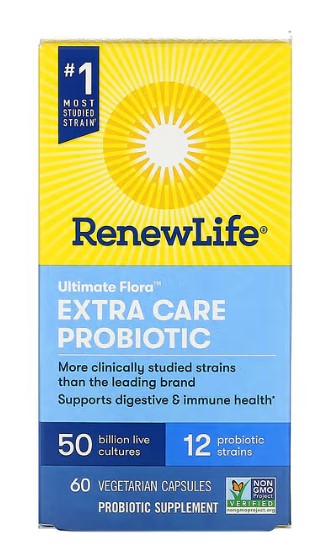 #1
MOST
STUDIED
STRAIN†
RenewLife®
Ultimate Flora™
EXTRA CARE
PROBIOTIC
More clinically studied strains
than the leading brand
Supports digestive & immune health*
50 billion live cultures
12 probiotic strains
60 VEGETARIAN CAPSULES
PROBIOTIC SUPPLEMENT
NON
GMO
Project
VERIFIED
nongmoproject.org